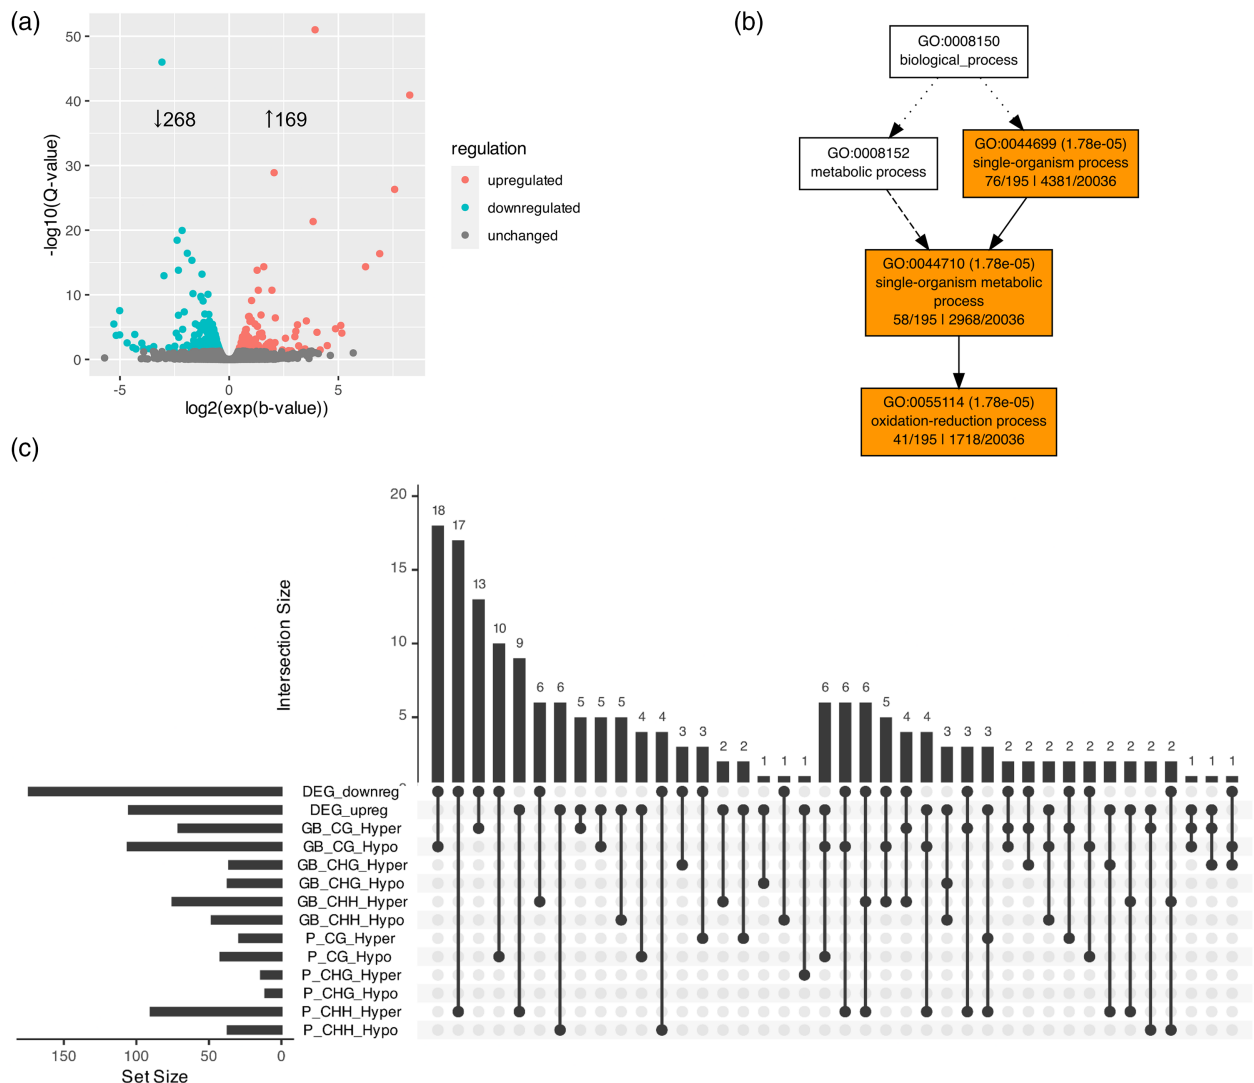 (a)
50
40
30
20
10
0
-5
0
5
-log10(Q-value)
log2(exp(b-value))
↓268
↑169
regulation
upregulated
downregulated
unchanged
(b)
GO:0008150
biological_process
GO:0008152
metabolic process
GO:0044699 (1.78e-05)
single-organism process
76/195 | 4381/20036
GO:0044710 (1.78e-05)
single-organism metabolic
process
58/195 | 2968/20036
GO:0055114 (1.78e-05)
oxidation-reduction process
41/195 | 1718/20036
(c)
Intersection Size
20
15
10
5
18
17
13
10
9
6
6
5
5
5
4
4
3
3
2
2
1
1
1
6
6
6
5
4
4
3
3
3
2
2
2
2
2
2
2
2
2
1
1
1
DEG_downreg
DEG_upreg
GB_CG_Hyper
GB_CG_Hypo
GB_CHG_Hyper
GB_CHG_Hypo
GB_CHH_Hyper
GB_CHH_Hypo
P_CG_Hyper
P_CG_Hypo
P_CHG_Hyper
P_CHG_Hypo
P_CHH_Hyper
P_CHH_Hypo
150
100
50
0
Set Size